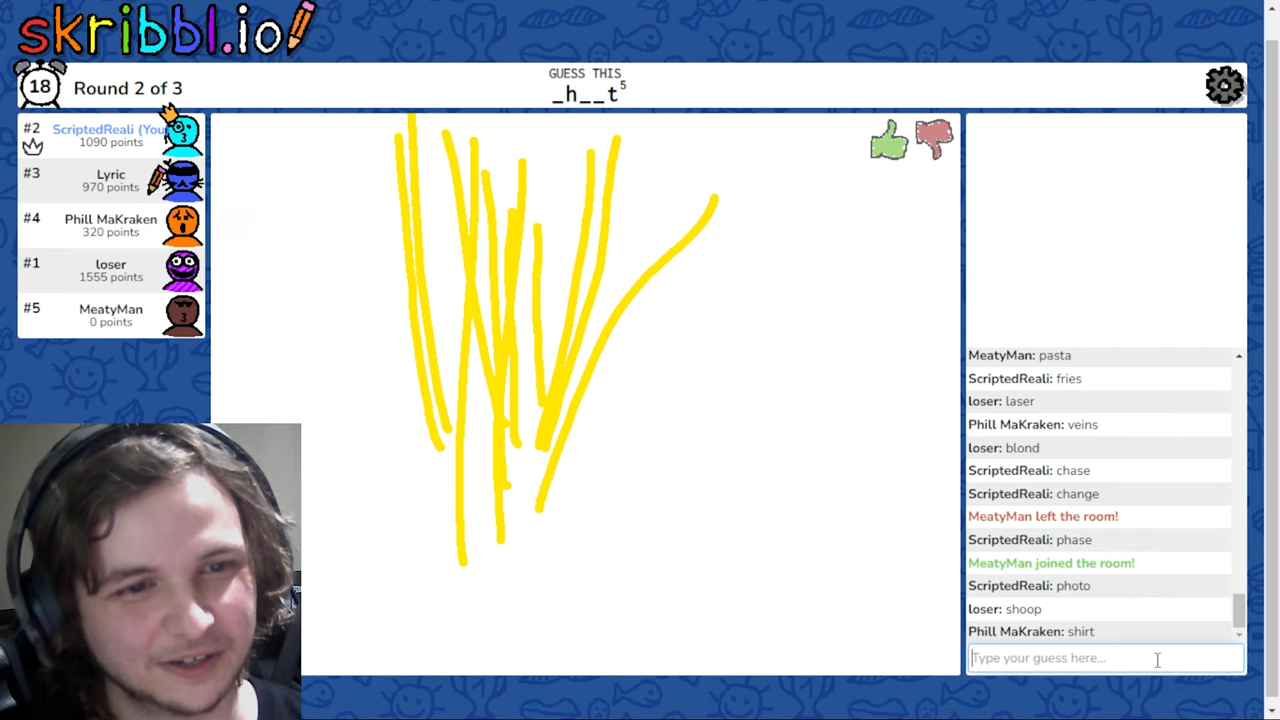 skribbl.io
18
Round 2 of 3
GUESS THIS
_h__t5
#2
ScriptedReali (You
1090 points
#3
Lyric
970 points
#4
Phill MaKraken
320 points
#1
loser
1555 points
#5
MeatyMan
0 points
MeatyMan: pasta
ScriptedReali: fries
loser: laser
Phill MaKraken: veins
loser: blond
ScriptedReali: chase
ScriptedReali: change
MeatyMan left the room!
ScriptedReali: phase
MeatyMan joined the room!
ScriptedReali: photo
loser: shoop
Phill MaKraken: shirt
Type your guess here...